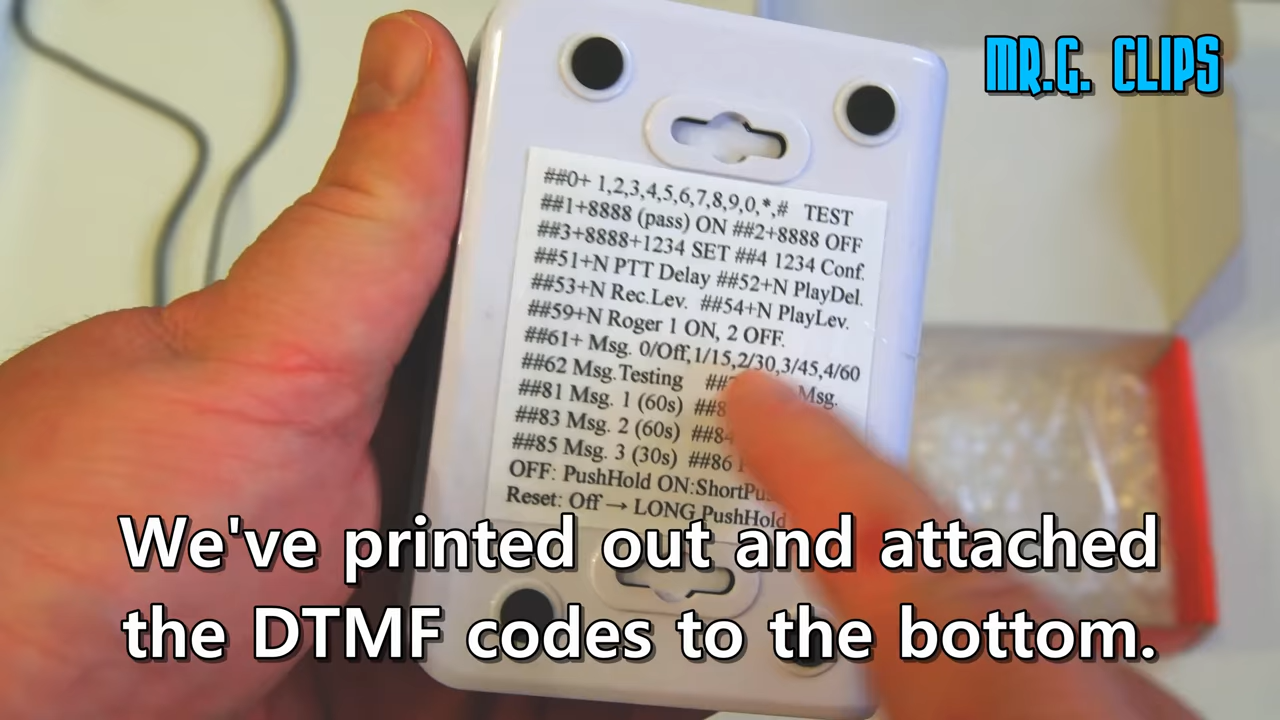 MR.G. CLIPS
##0+ 1,2,3,4,5,6,7,8,9,0,*,# TEST
##1+8888 (pass) ON ##2+8888 OFF
##3+8888+1234 SET ##4 1234 Conf.
##51+N PTT Delay ##52+N PlayDel.
##53+N Rec.Lev. ##54+N PlayLev.
##59+N Roger 1 ON, 2 OFF.
##61+ Msg. 0/Off,1/15,2/30,3/45,4/60
##62 Msg.Testing Msg.
##81 Msg. 1 (60s)
##83 Msg. 2 (60s) ##84
##85 Msg. 3 (30s) ##86
OFF: PushHold ON:ShortPus
Reset: Off → LONG PushHold
We've printed out and attached
the DTMF codes to the bottom.